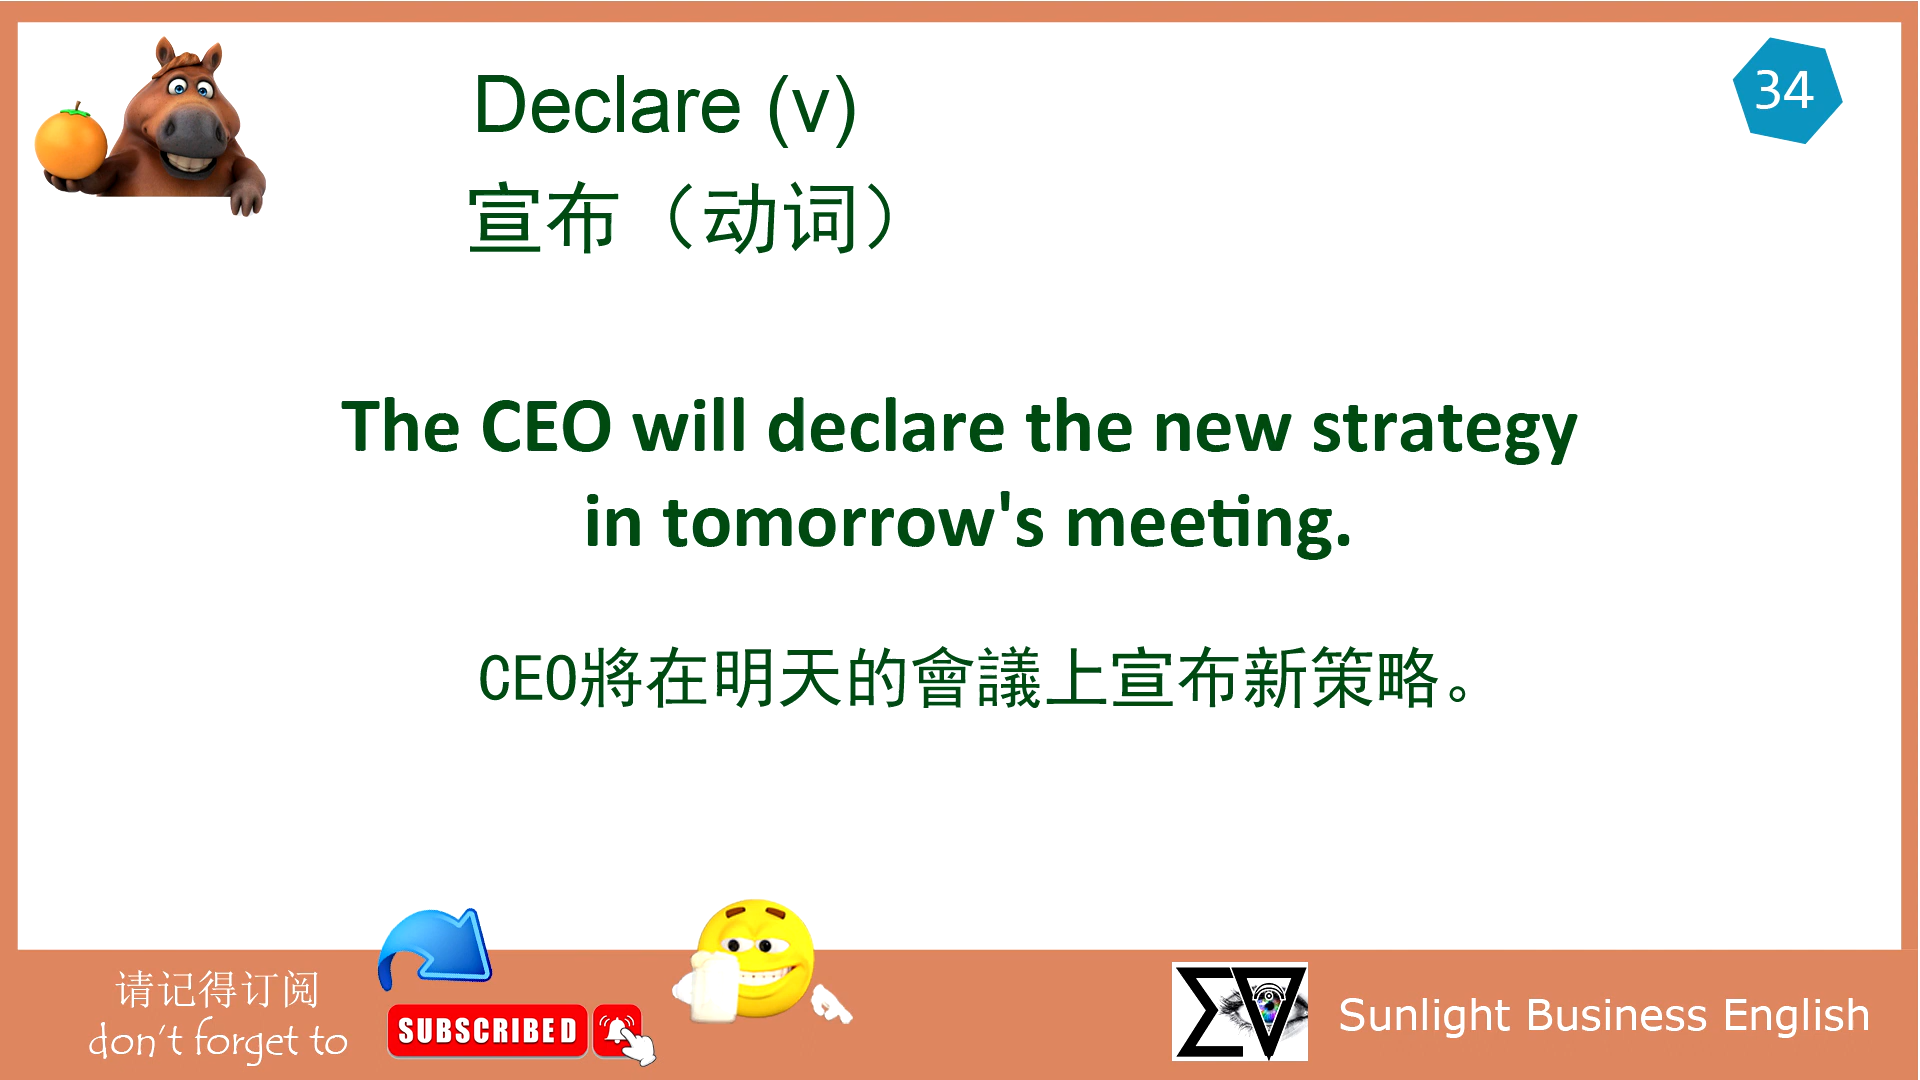 34
Declare (v)
宣布（动词）
The CEO will declare the new strategy
in tomorrow's meeting.
CEO將在明天的會議上宣布新策略。
请记得订阅
don't forget to
SUBSCRIBED
Sunlight Business English